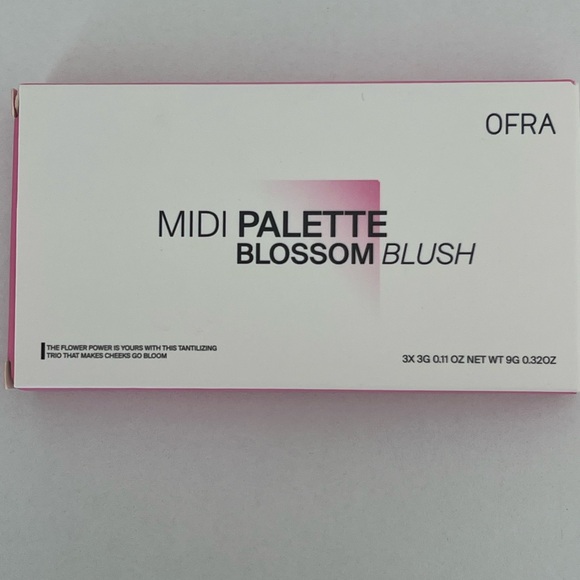 OFRA
MIDI PALETTE
BLOSSOM BLUSH
THE FLOWER POWER IS YOURS WITH THIS TANTILIZING
TRIO THAT MAKES CHEEKS GO BLOOM
3X 3G 0.11 OZ NET WT 9G 0.32OZ